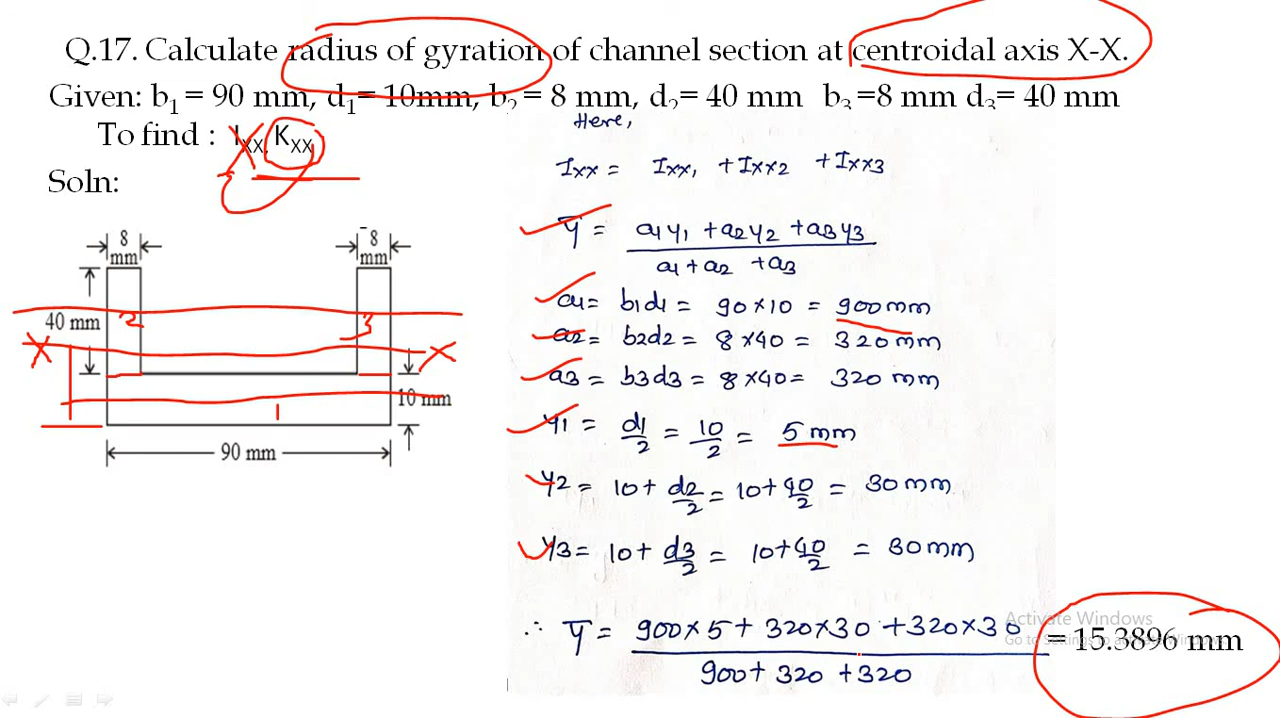 Q.17. Calculate radius of gyration of channel section at centroidal axis X-X.
Given: b₁ = 90 mm, d₁= 10mm, b₂ = 8 mm, d₂= 40 mm b₃ =8 mm d₃= 40 mm
Here,
To find : I_XX, K_XX
Ixx = Ixx₁ + Ixx2 + Ixx3
Soln:
ȳ = a1y1 + a2y2 + a3y3 / a1 + a2 + a3
8 mm
8 mm
a1 = b1d1 = 90 × 10 = 900 mm
40 mm
2
3
a2 = b2d2 = 8 × 40 = 320 mm
X
X
a3 = b3d3 = 8 × 40 = 320 mm
10 mm
1
y1 = d1/2 = 10/2 = 5 mm
90 mm
y2 = 10 + d2/2 = 10 + 40/2 = 30 mm
y3 = 10 + d3/2 = 10 + 40/2 = 30 mm
Activate Windows
∴ ȳ = 900 × 5 + 320 × 30 + 320 × 30 / 900 + 320 + 320 = 15.3896 mm